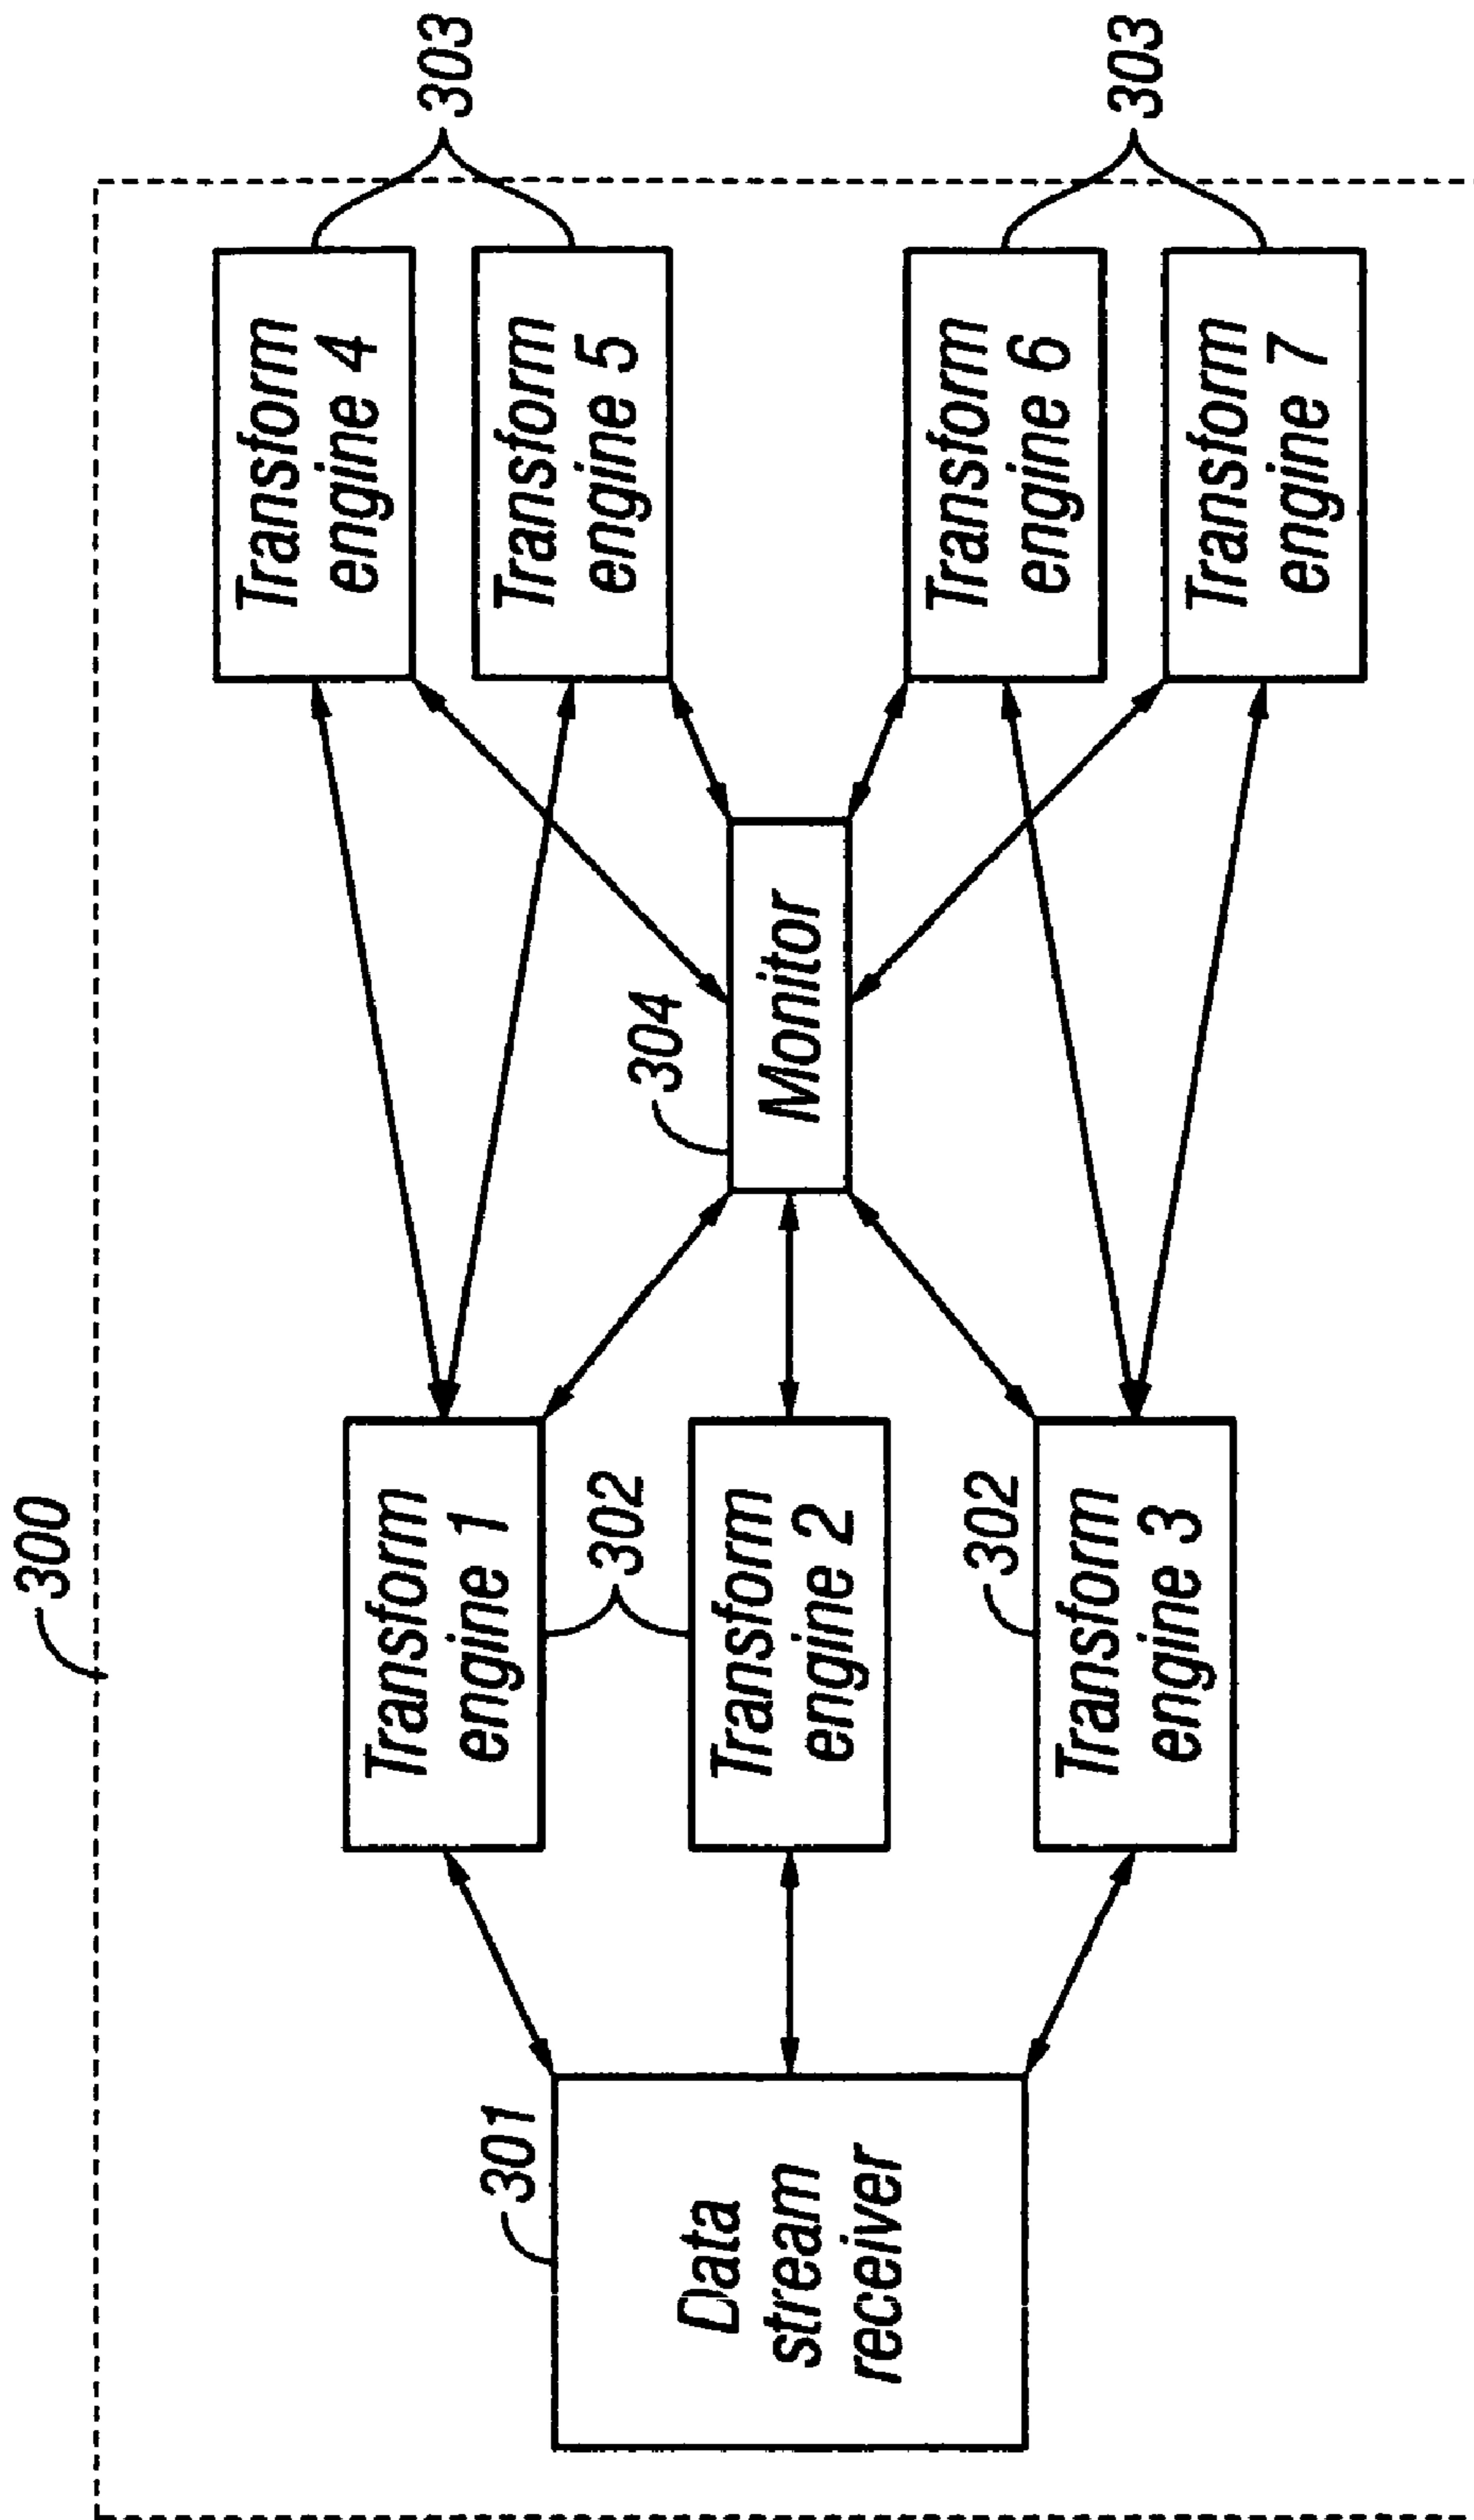 300
303
303
Transform
engine 4
Transform
engine 5
Transform
engine 6
Transform
engine 7
304
Monitor
Transform
engine 1
302
Transform
engine 2
302
Transform
engine 3
301
Data
stream
receiver